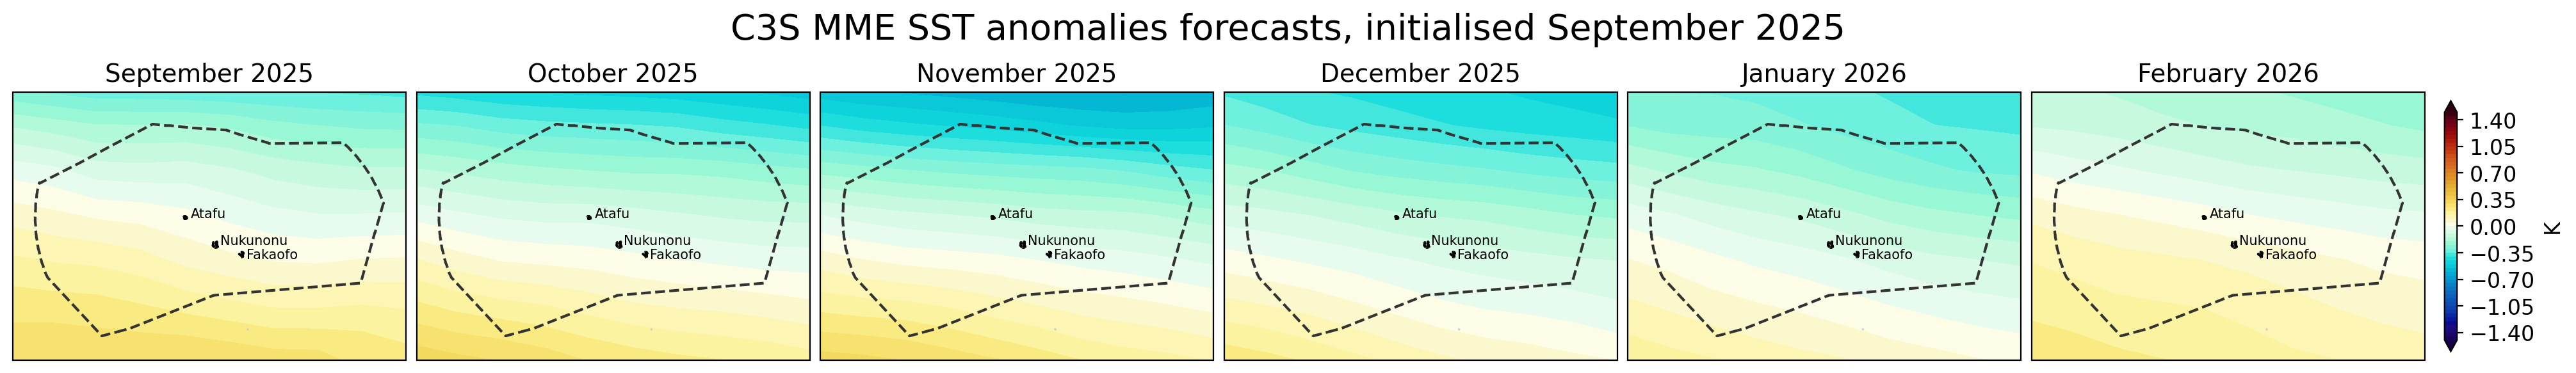 C3S MME SST anomalies forecasts, initialised September 2025
September 2025
October 2025
November 2025
December 2025
January 2026
February 2026
Atafu
Nukunonu
Fakaofo
Atafu
Nukunonu
Fakaofo
Atafu
Nukunonu
Fakaofo
Atafu
Nukunonu
Fakaofo
Atafu
Nukunonu
Fakaofo
Atafu
Nukunonu
Fakaofo
1.40
1.05
0.70
0.35
0.00
−0.35
−0.70
−1.05
−1.40
K